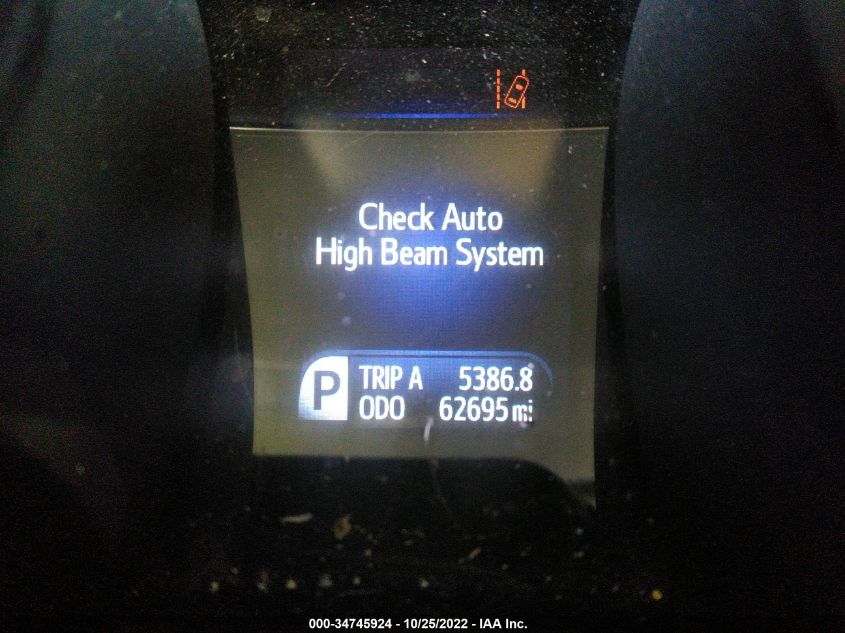 Check Auto
High Beam System
P
TRIP A 5386.8
ODO 62695 mi
000-34745924 - 10/25/2022 - IAA Inc.